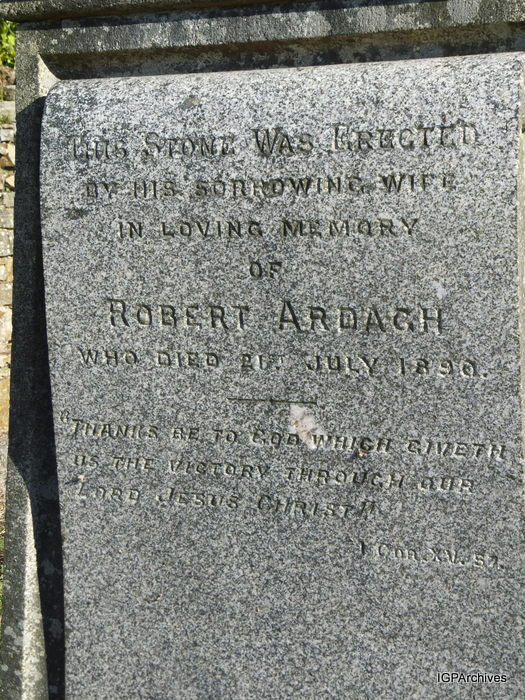 This Stone Was Erected
BY HIS SORROWING WIFE
IN LOVING MEMORY
OF
ROBERT ARDAGH
WHO DIED 21ST JULY 1890.
"THANKS BE TO GOD WHICH GIVETH
US THE VICTORY THROUGH OUR
LORD JESUS CHRIST"
1 COR. XV. 57.
IGPArchives